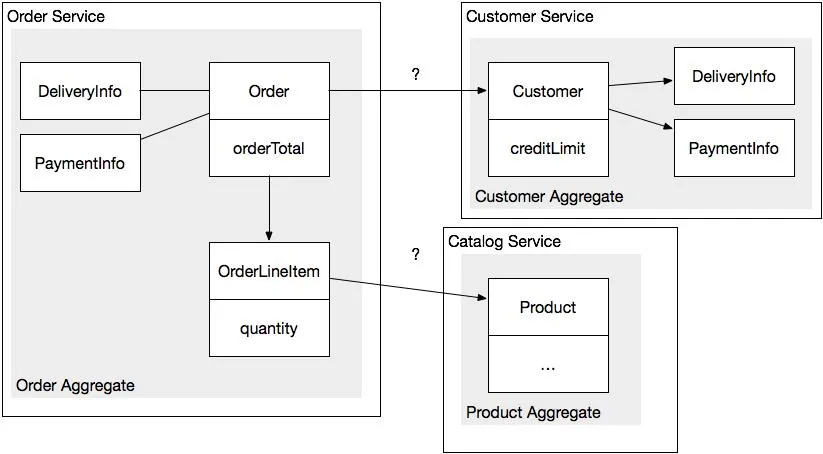 Order Service
DeliveryInfo
Order
PaymentInfo
orderTotal
OrderLineItem
quantity
Order Aggregate
?
Customer Service
Customer
DeliveryInfo
creditLimit
PaymentInfo
Customer Aggregate
?
Catalog Service
Product
...
Product Aggregate